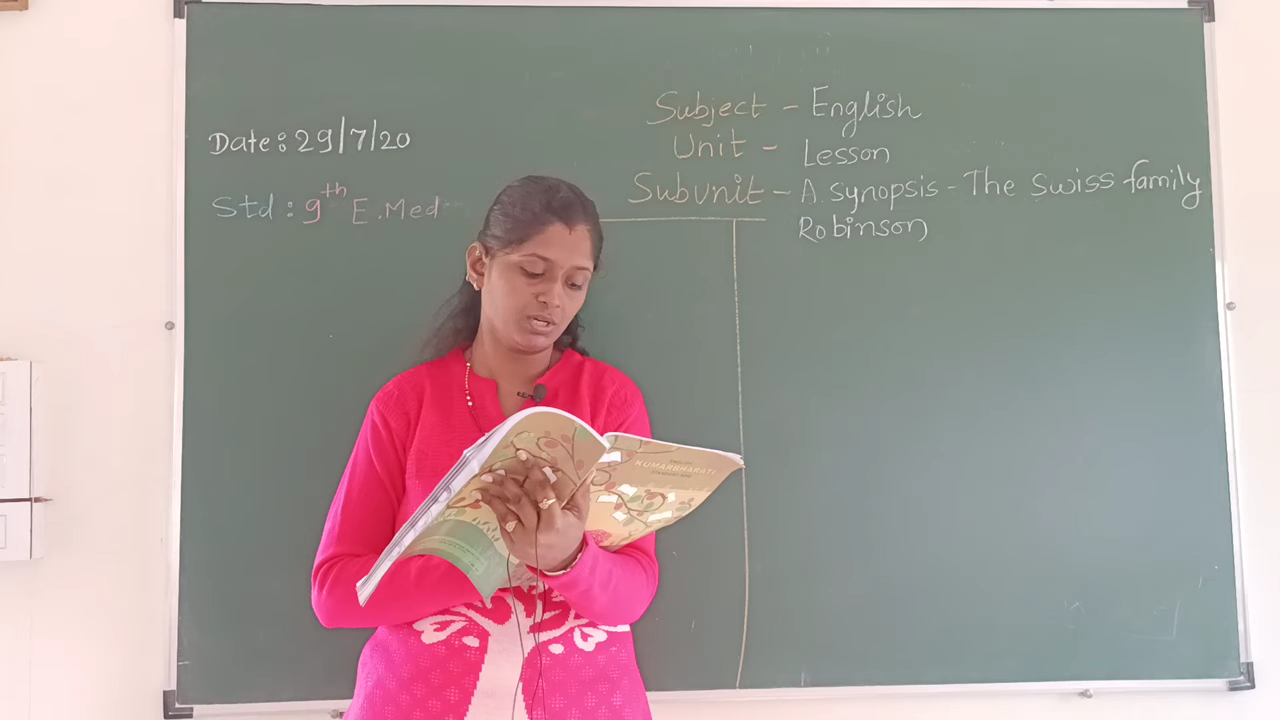 Date: 29/7/20
Std: 9th E.Med
Subject - English
Unit - Lesson
Subunit - A. synopsis - The Swiss family
Robinson
KUMARBHARATI